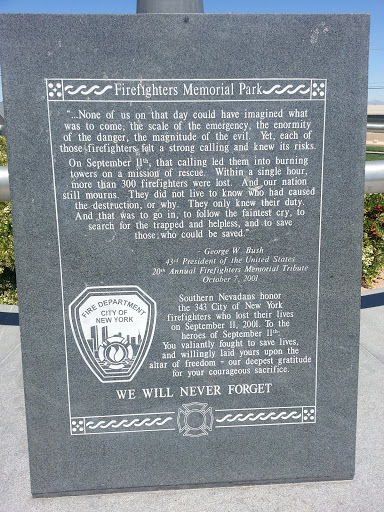 Firefighters Memorial Park
"...None of us on that day could have imagined what
was to come; the scale of the emergency, the enormity
of the danger, the magnitude of the evil. Yet, each of
those firefighters felt a strong calling and knew its risks.
On September 11th, that calling led them into burning
towers on a mission of rescue. Within a single hour,
more than 300 firefighters were lost. And our nation
still mourns. They did not live to know who had caused
the destruction, or why. They only knew their duty.
And that was to go in, to follow the faintest cry, to
search for the trapped and helpless, and to save
those who could be saved."
George W. Bush
43rd President of the United States
20th Annual Firefighters Memorial Tribute
October 7, 2001
FIRE DEPARTMENT
CITY OF
NEW YORK
Southern Nevadans honor
the 343 City of New York
firefighters who lost their lives
on September 11, 2001. To the
heroes of September 11th:
You valiantly fought to save lives,
and willingly laid yours upon the
altar of freedom - our deepest gratitude
for your courageous sacrifice.
WE WILL NEVER FORGET